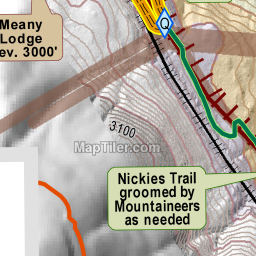 Q
Meany
Lodge
ev. 3000'
3100
MapTiler.com
Nickies Trail
groomed by
Mountaineers
as needed